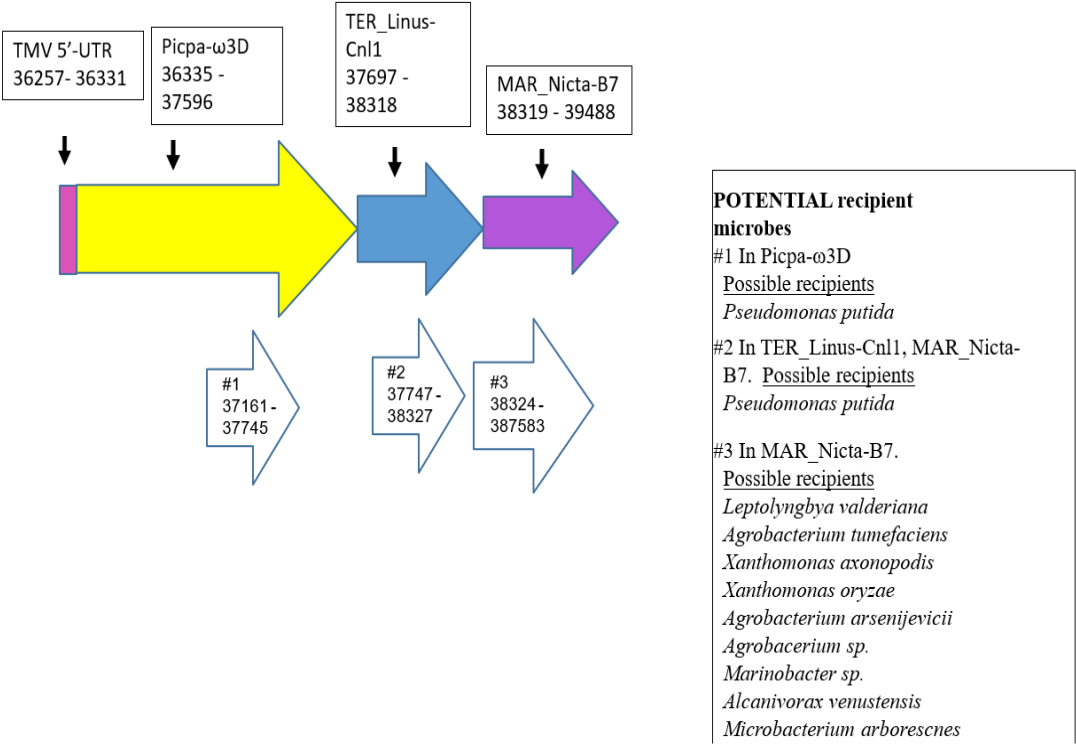 TMV 5’-UTR
36257- 36331
Picpa-ω3D
36335 -
37596
TER_Linus-
Cnl1
37697 -
38318
MAR_Nicta-B7
38319 - 39488
#1
37161 -
37745
#2
37747 -
38327
#3
38324 -
387583
POTENTIAL recipient
microbes
#1 In Picpa-ω3D
Possible recipients
Pseudomonas putida
#2 In TER_Linus-Cnl1, MAR_Nicta-
B7. Possible recipients
Pseudomonas putida
#3 In MAR_Nicta-B7.
Possible recipients
Leptolyngbya valderiana
Agrobacterium tumefaciens
Xanthomonas axonopodis
Xanthomonas oryzae
Agrobacterium arsenijevicii
Agrobacerium sp.
Marinobacter sp.
Alcanivorax venustensis
Microbacterium arborescnes